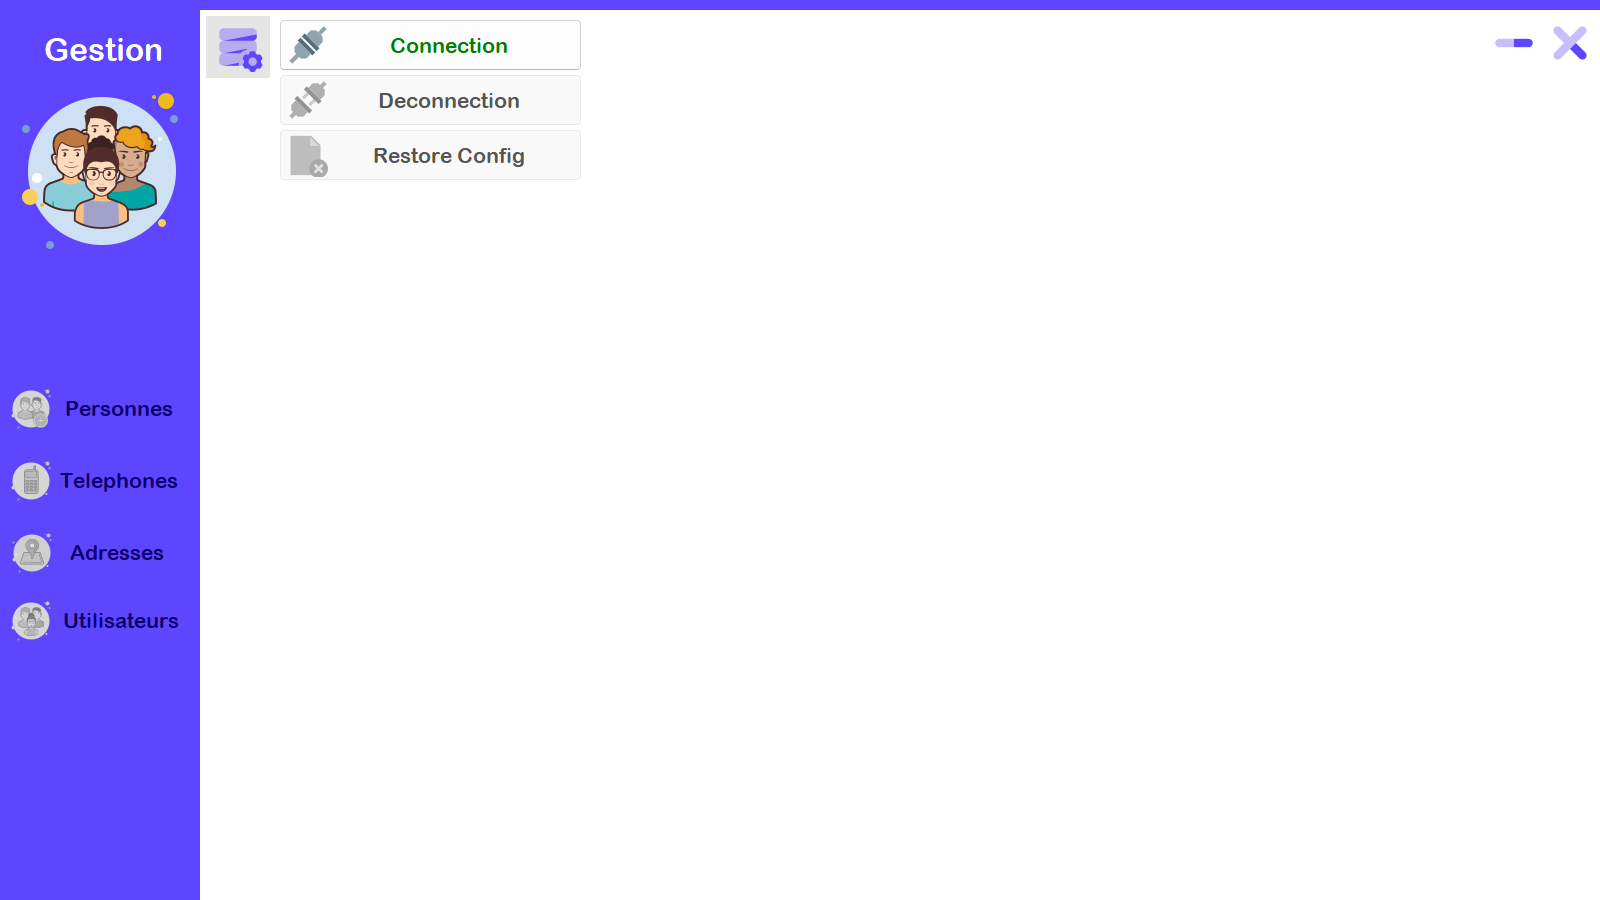 Gestion
Connection
Deconnection
Restore Config
Personnes
Telephones
Adresses
Utilisateurs